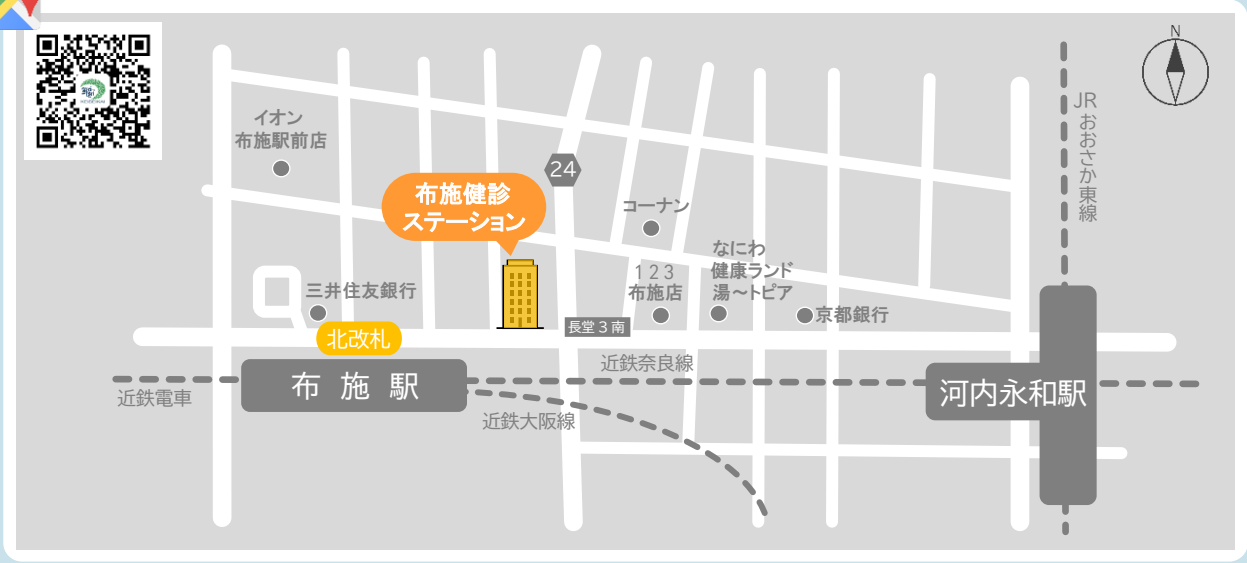 N
JRおおさか東線
イオン
布施駅前店
24
布施健診
ステーション
コーナン
なにわ
健康ランド
湯～トピア
123
布施店
三井住友銀行
京都銀行
長堂3南
北改札
近鉄奈良線
布施駅
河内永和駅
近鉄電車
近鉄大阪線